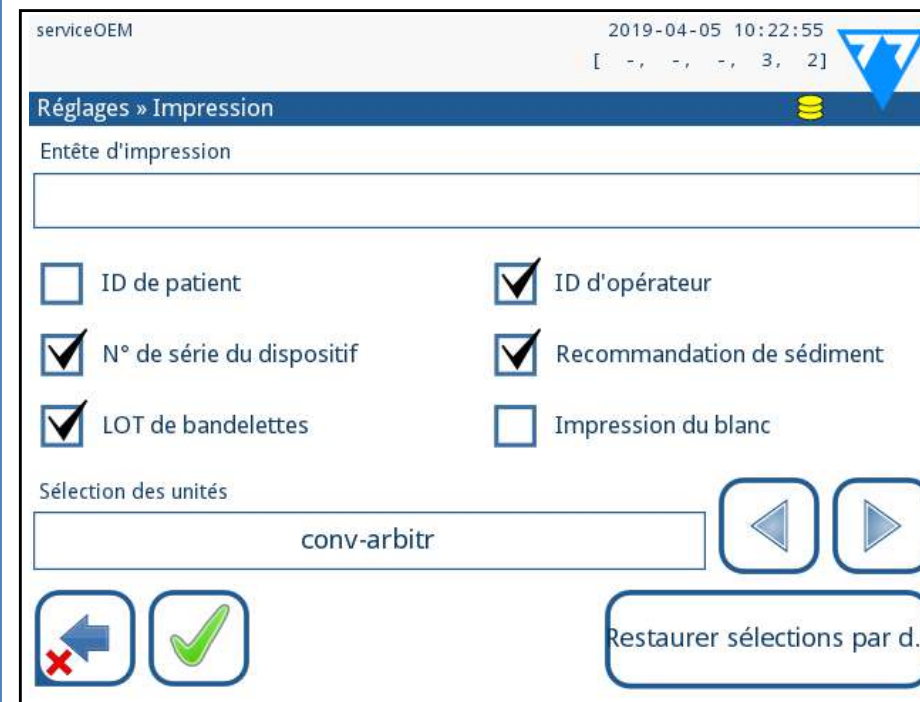 serviceOEM
2019-04-05 10:22:55
[ -, -, -, 3, 2]
77
Réglages » Impression
Entête d'impression
ID de patient
ID d'opérateur
N° de série du dispositif
Recommandation de sédiment
LOT de bandelettes
Impression du blanc
Sélection des unités
conv-arbitr
Restaurer sélections par d.